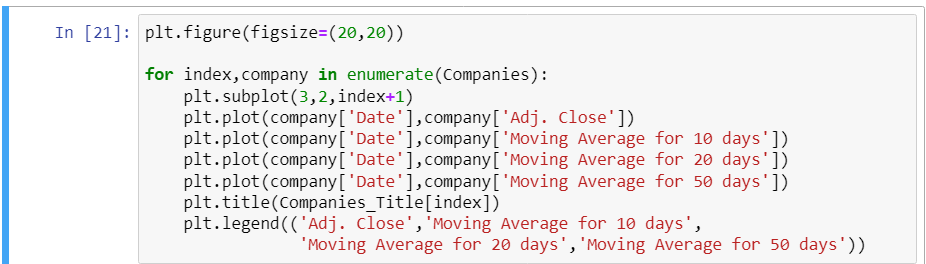 In [21]: plt.figure(figsize=(20,20))
for index,company in enumerate(Companies):
    plt.subplot(3,2,index+1)
    plt.plot(company['Date'],company['Adj. Close'])
    plt.plot(company['Date'],company['Moving Average for 10 days'])
    plt.plot(company['Date'],company['Moving Average for 20 days'])
    plt.plot(company['Date'],company['Moving Average for 50 days'])
    plt.title(Companies_Title[index])
    plt.legend(('Adj. Close','Moving Average for 10 days',
                'Moving Average for 20 days','Moving Average for 50 days'))